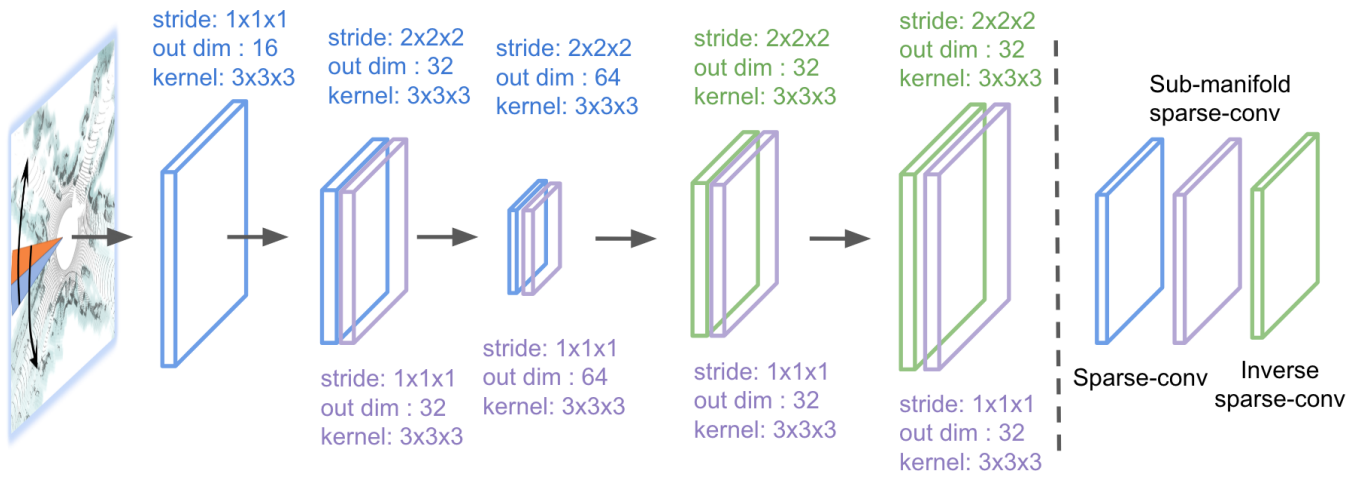 stride: 1x1x1
out dim : 16
kernel: 3x3x3
stride: 2x2x2
out dim : 32
kernel: 3x3x3
stride: 2x2x2
out dim : 64
kernel: 3x3x3
stride: 2x2x2
out dim : 32
kernel: 3x3x3
stride: 2x2x2
out dim : 32
kernel: 3x3x3
stride: 1x1x1
out dim : 32
kernel: 3x3x3
stride: 1x1x1
out dim : 64
kernel: 3x3x3
stride: 1x1x1
out dim : 32
kernel: 3x3x3
stride: 1x1x1
out dim : 32
kernel: 3x3x3
Sub-manifold
sparse-conv
Sparse-conv
Inverse
sparse-conv